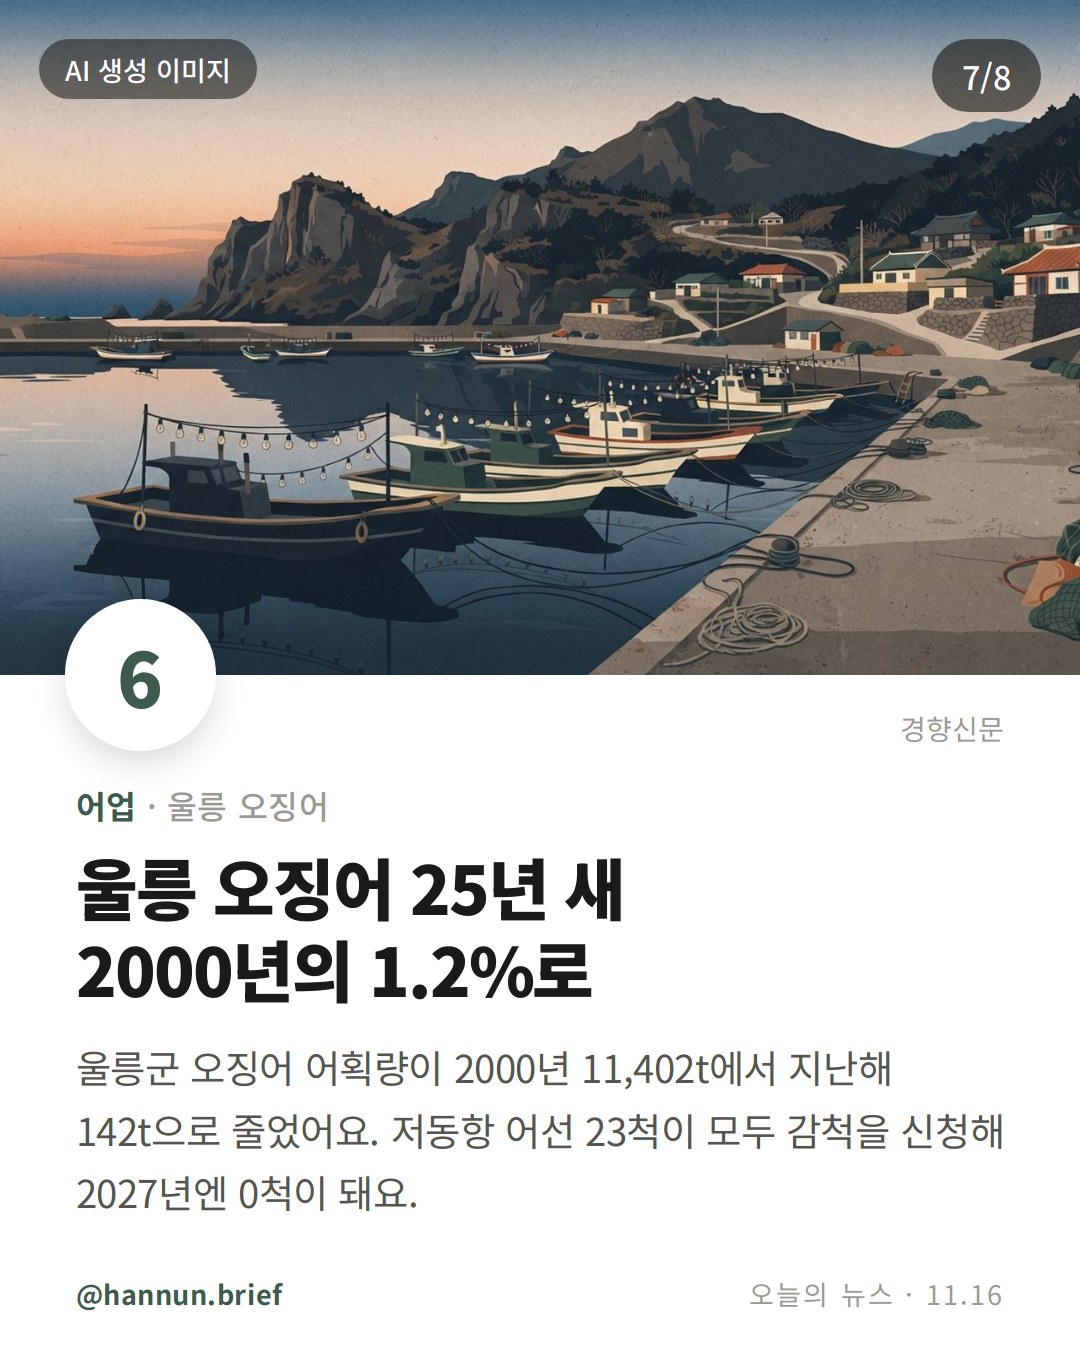 AI 생성 이미지
7/8
6
경향신문
어업 · 울릉 오징어
울릉 오징어 25년 새
2000년의 1.2%로
울릉군 오징어 어획량이 2000년 11,402t에서 지난해
142t으로 줄었어요. 저동항 어선 23척이 모두 감척을 신청해
2027년엔 0척이 돼요.
@hannun.brief
오늘의 뉴스 · 11.16